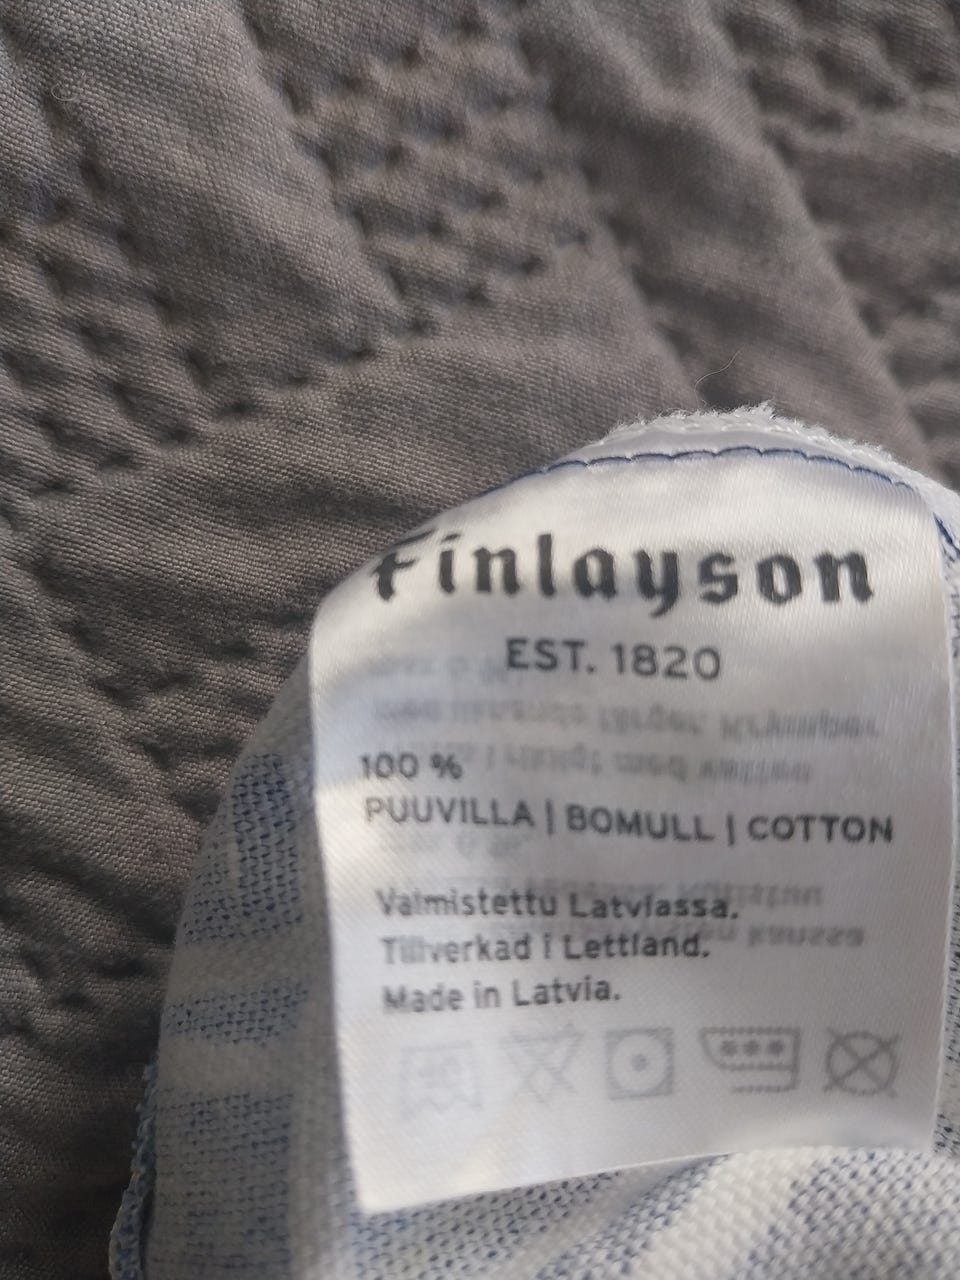 Finlayson
EST. 1820
100 %
PUUVILLA | BOMULL | COTTON
Valmistettu Latviassa.
Tillverkad i Lettland.
Made in Latvia.